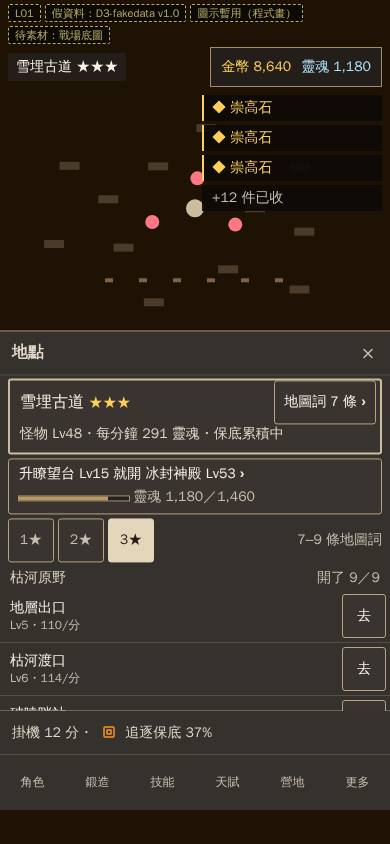 L01 假資料：D3-fakedata v1.0 圖示暫用（程式畫）
待素材：戰場底圖
雪埋古道 ★★★
金幣 8,640 靈魂 1,180
◆ 崇高石
◆ 崇高石
◆ 崇高石
+12 件已收
地點 ×
雪埋古道 ★★★
地圖詞 7 條 ›
怪物 Lv48・每分鐘 291 靈魂・保底累積中
升瞭望台 Lv15 就開 冰封神殿 Lv53 ›
靈魂 1,180／1,460
1★ 2★ 3★ 7–9 條地圖詞
枯河原野 開了 9／9
地層出口
Lv5・110/分
去
枯河渡口
Lv6・114/分
去
掛機 12 分・ 追逐保底 37%
角色 鍛造 技能 天賦 營地 更多